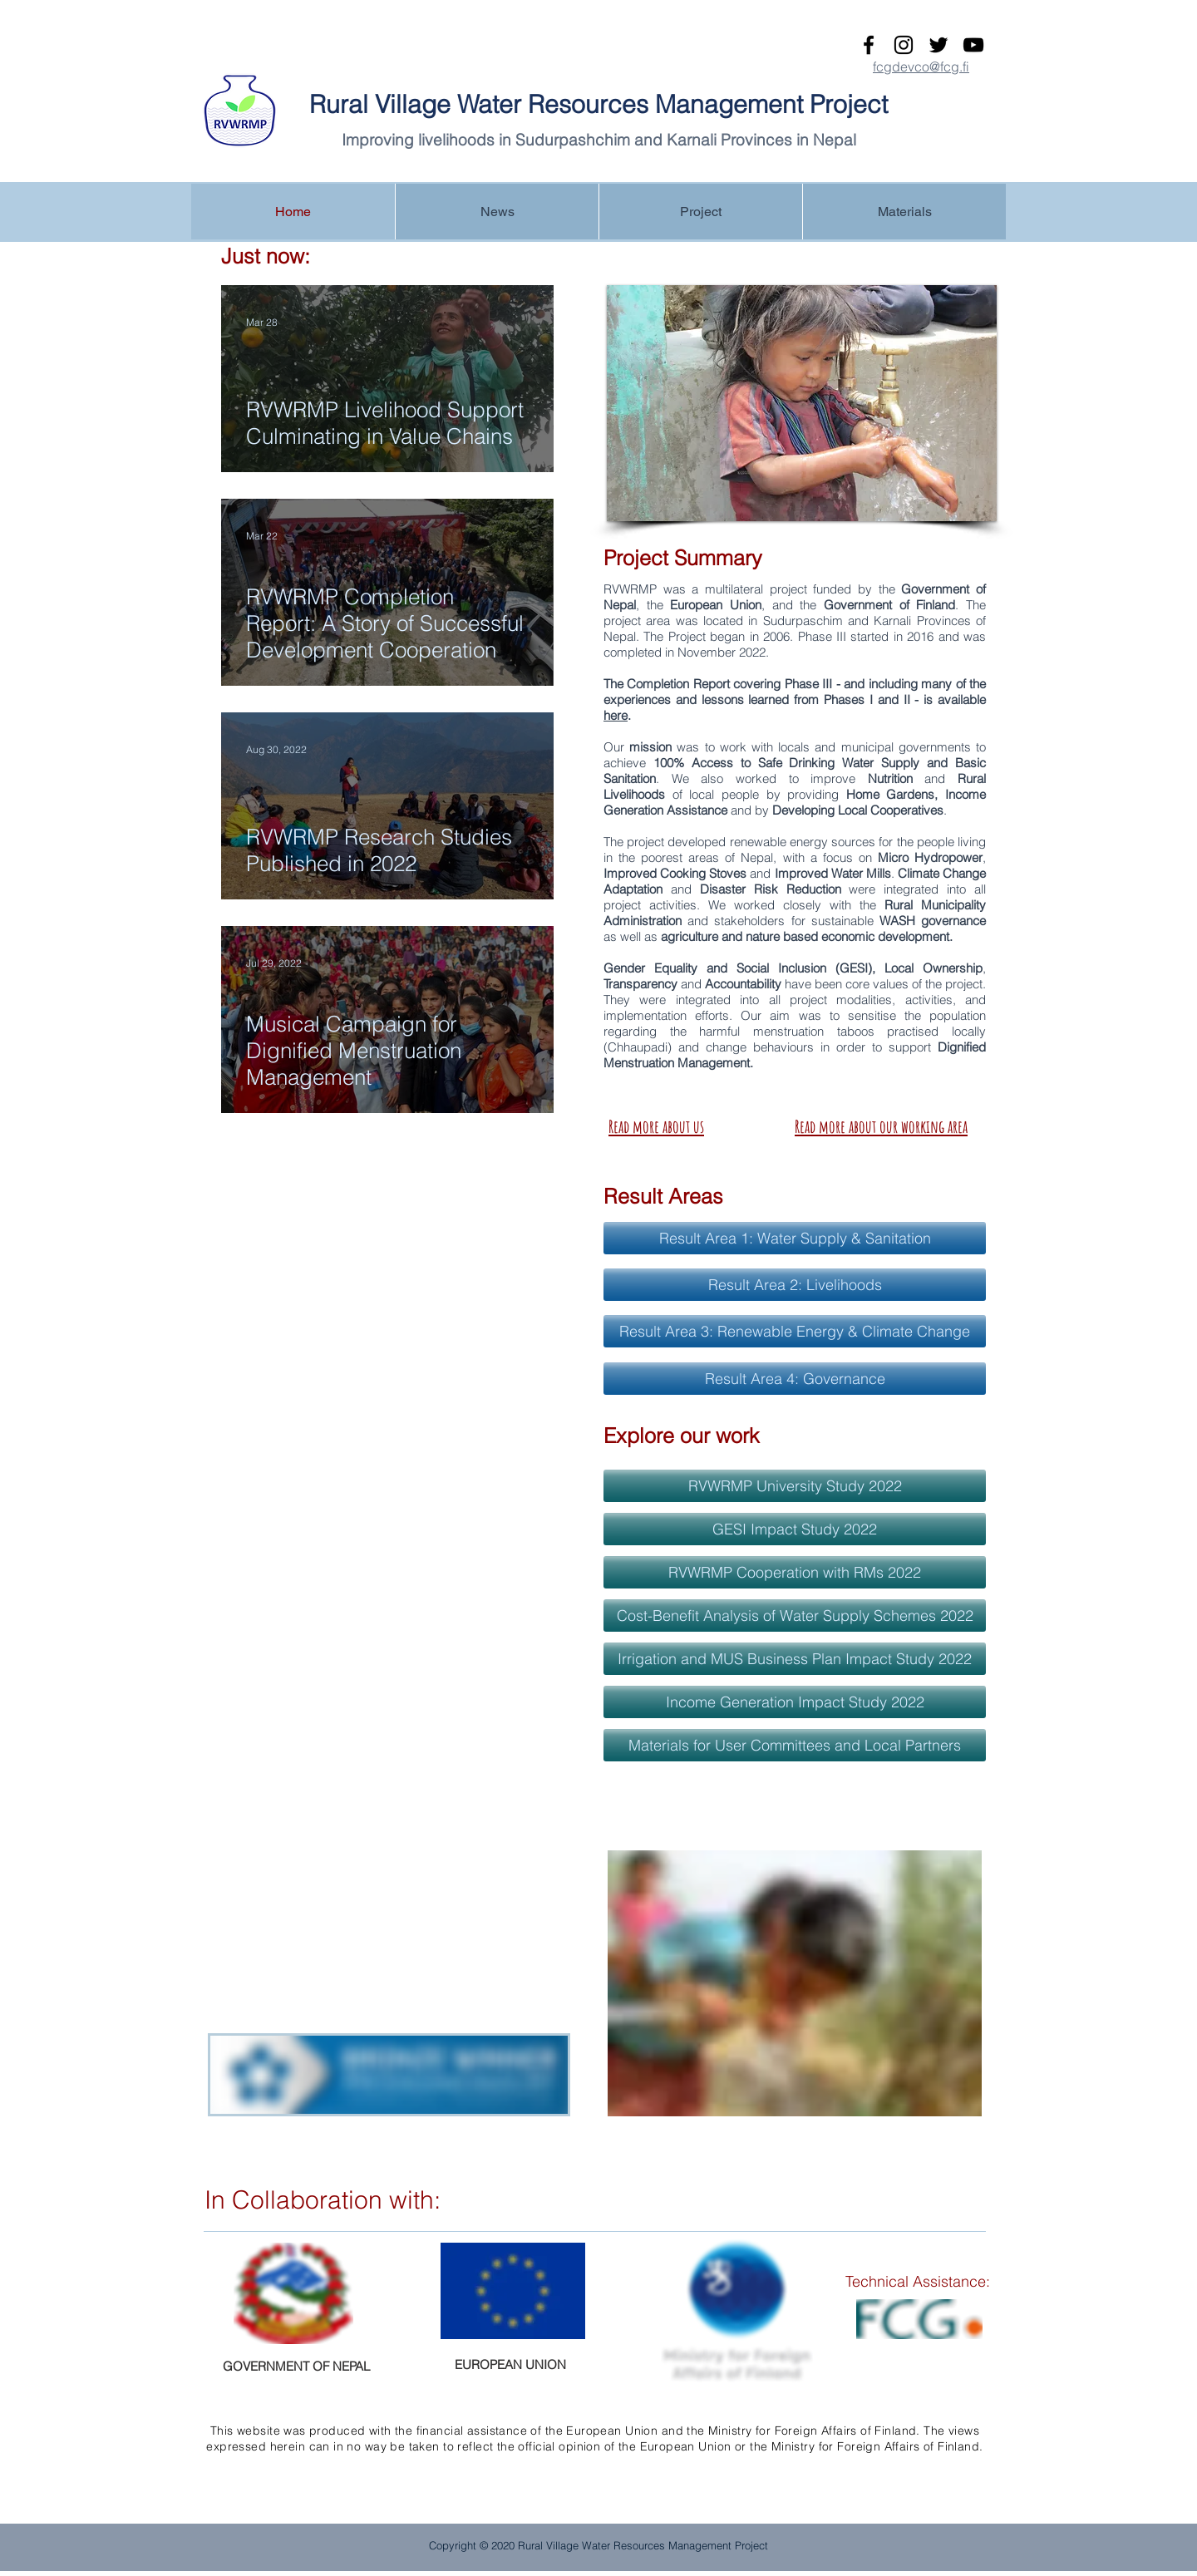 fcgdevco@fcg.fi
RVWRMP
Rural Village Water Resources Management Project
Improving livelihoods in Sudurpashchim and Karnali Provinces in Nepal
Home
News
Project
Materials
Just now:
Mar 28
RVWRMP Livelihood Support
Culminating in Value Chains
Mar 22
RVWRMP Completion
Report: A Story of Successful
Development Cooperation
Aug 30, 2022
RVWRMP Research Studies
Published in 2022
Jul 29, 2022
Musical Campaign for
Dignified Menstruation
Management
Project Summary
RVWRMP was a multilateral project funded by the Government of
Nepal, the European Union, and the Government of Finland. The
project area was located in Sudurpaschim and Karnali Provinces of
Nepal. The Project began in 2006. Phase III started in 2016 and was
completed in November 2022.
The Completion Report covering Phase III - and including many of the
experiences and lessons learned from Phases I and II - is available
here.
Our mission was to work with locals and municipal governments to
achieve 100% Access to Safe Drinking Water Supply and Basic
Sanitation. We also worked to improve Nutrition and Rural
Livelihoods of local people by providing Home Gardens, Income
Generation Assistance and by Developing Local Cooperatives.
The project developed renewable energy sources for the people living
in the poorest areas of Nepal, with a focus on Micro Hydropower,
Improved Cooking Stoves and Improved Water Mills. Climate Change
Adaptation and Disaster Risk Reduction were integrated into all
project activities. We worked closely with the Rural Municipality
Administration and stakeholders for sustainable WASH governance
as well as agriculture and nature based economic development.
Gender Equality and Social Inclusion (GESI), Local Ownership,
Transparency and Accountability have been core values of the project.
They were integrated into all project modalities, activities, and
implementation efforts. Our aim was to sensitise the population
regarding the harmful menstruation taboos practised locally
(Chhaupadi) and change behaviours in order to support Dignified
Menstruation Management.
Read more about us
Read more about our working area
Result Areas
Result Area 1: Water Supply & Sanitation
Result Area 2: Livelihoods
Result Area 3: Renewable Energy & Climate Change
Result Area 4: Governance
Explore our work
RVWRMP University Study 2022
GESI Impact Study 2022
RVWRMP Cooperation with RMs 2022
Cost-Benefit Analysis of Water Supply Schemes 2022
Irrigation and MUS Business Plan Impact Study 2022
Income Generation Impact Study 2022
Materials for User Committees and Local Partners
In Collaboration with:
GOVERNMENT OF NEPAL
EUROPEAN UNION
Ministry for Foreign
Affairs of Finland
Technical Assistance:
FCG
This website was produced with the financial assistance of the European Union and the Ministry for Foreign Affairs of Finland. The views
expressed herein can in no way be taken to reflect the official opinion of the European Union or the Ministry for Foreign Affairs of Finland.
Copyright © 2020 Rural Village Water Resources Management Project